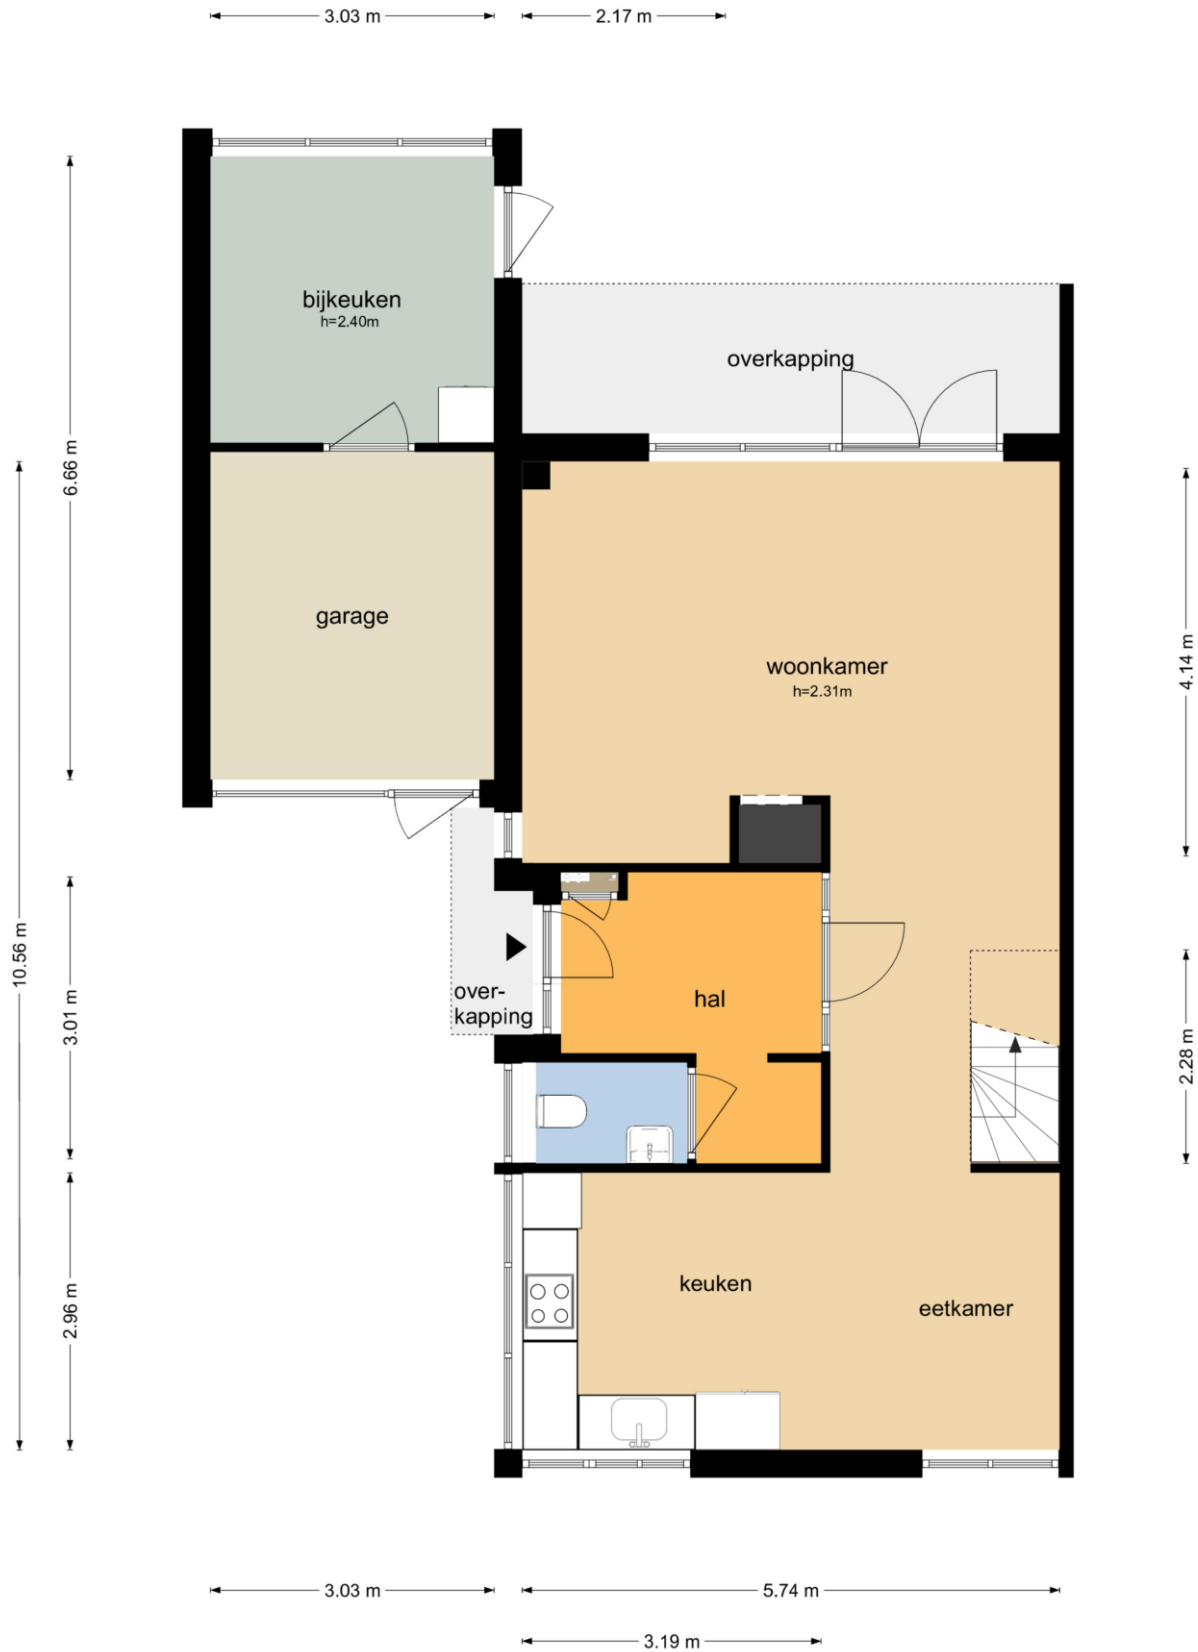 3.03 m
2.17 m
bijkeuken
h=2.40m
overkapping
6.66 m
garage
woonkamer
h=2.31m
4.14 m
10.56 m
over-
kapping
hal
3.01 m
2.28 m
keuken
eetkamer
2.96 m
3.03 m
5.74 m
3.19 m